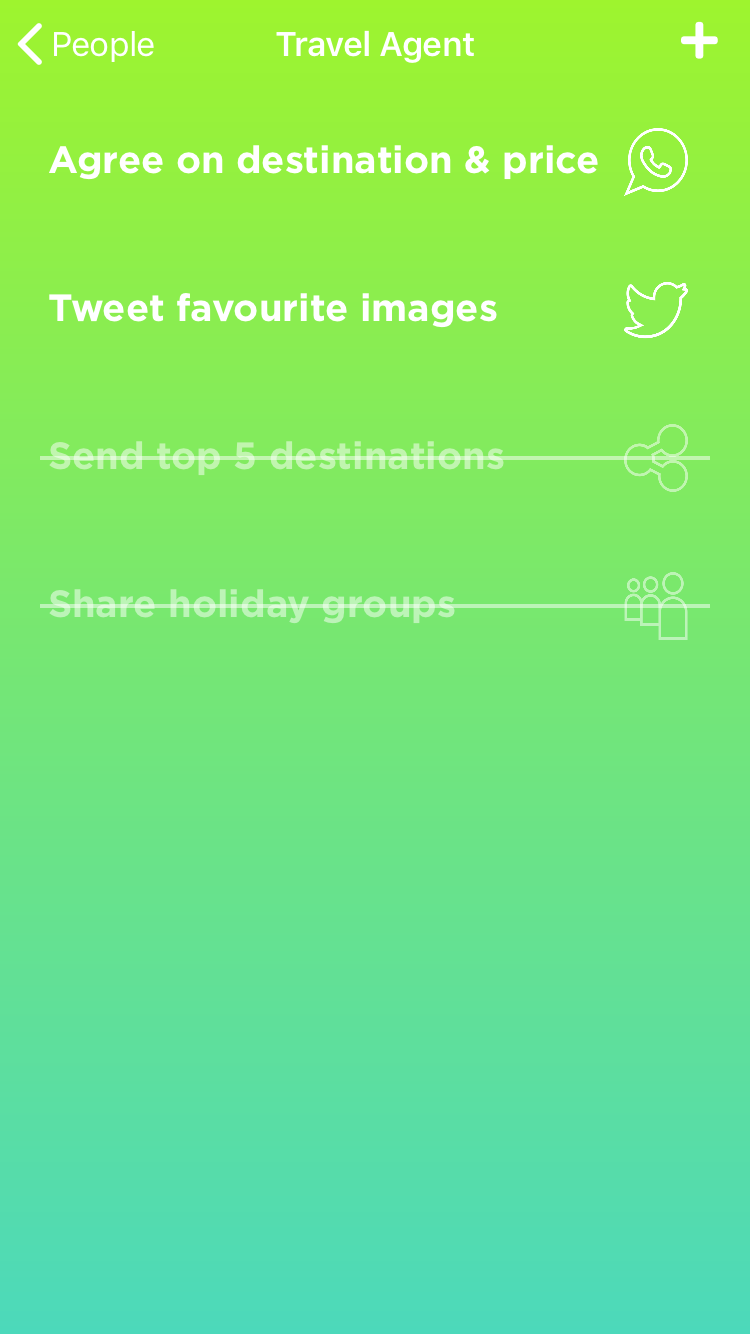 People
Travel Agent
Agree on destination & price
Tweet favourite images
Send top 5 destinations
Share holiday groups